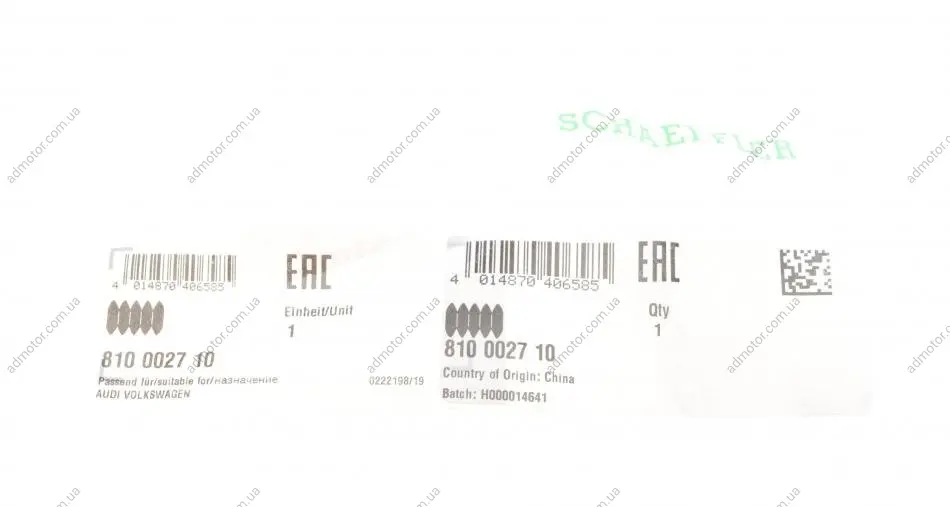 SCHAEFFLER
4 014870 406585
EAC
Einheit/Unit
1
810 0027 10
Passend für/suitable for/назначение
AUDI VOLKSWAGEN
0222198/19
4 014870 406585
EAC
Qty
1
810 0027 10
Country of Origin: China
Batch: H000014641
admotor.com.ua